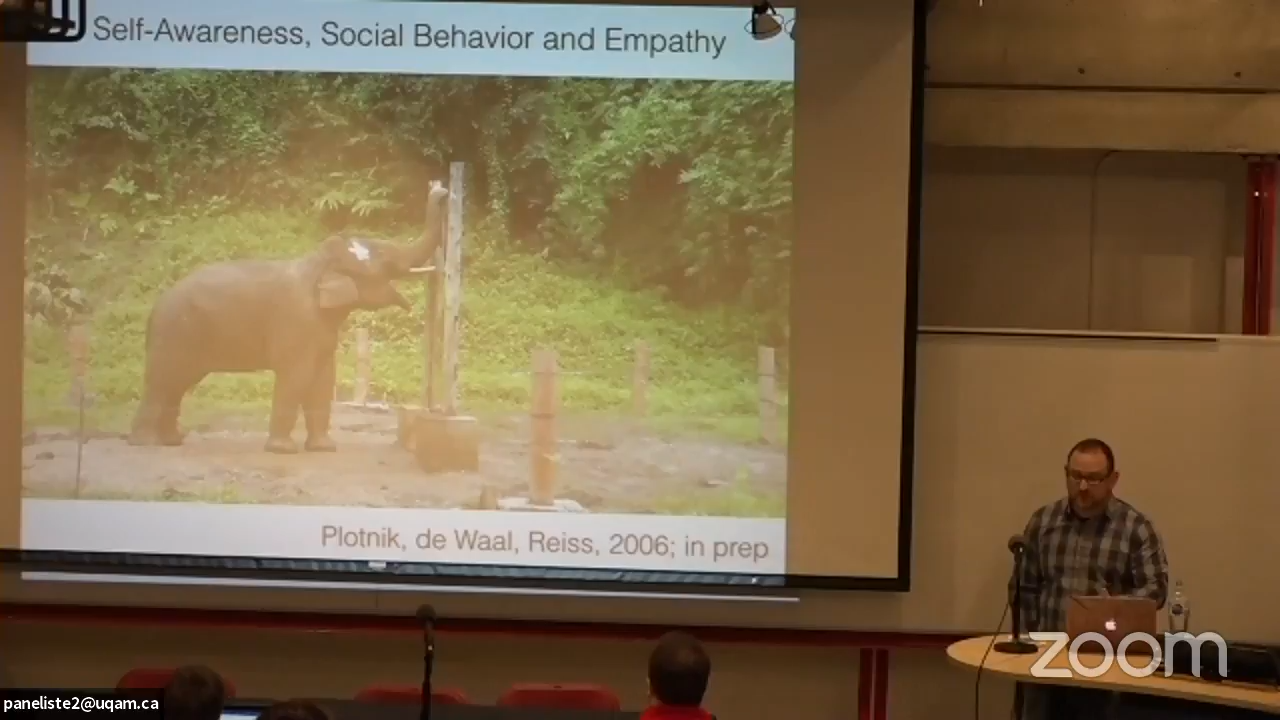 Self-Awareness, Social Behavior and Empathy
Plotnik, de Waal, Reiss, 2006; in prep
zoom
paneliste2@uqam.ca